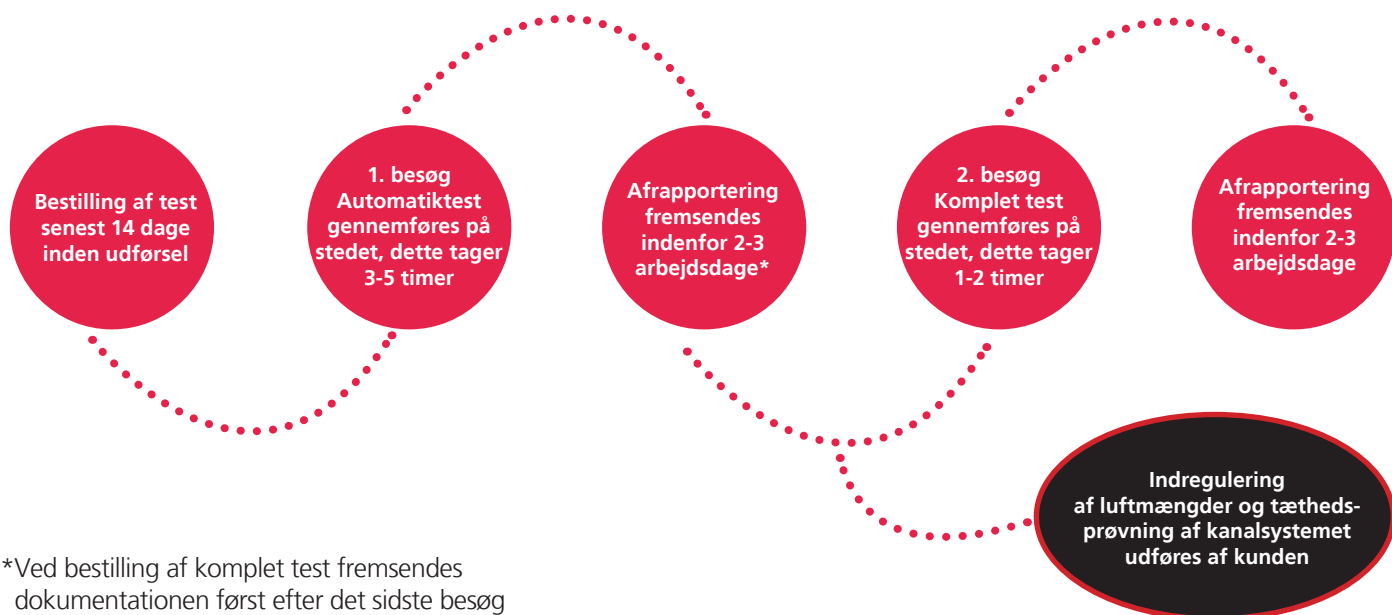 Bestilling af test
senest 14 dage
inden udførsel
1. besøg
Automatiktest
gennemføres på
stedet, dette tager
3-5 timer
Afrapportering
fremsendes
indenfor 2-3
arbejdsdage*
2. besøg
Komplet test
gennemføres på
stedet, dette tager
1-2 timer
Afrapportering
fremsendes
indenfor 2-3
arbejdsdage
Indregulering
af luftmængder og tætheds-
prøvning af kanalsystemet
udføres af kunden
*Ved bestilling af komplet test fremsendes
dokumentationen først efter det sidste besøg